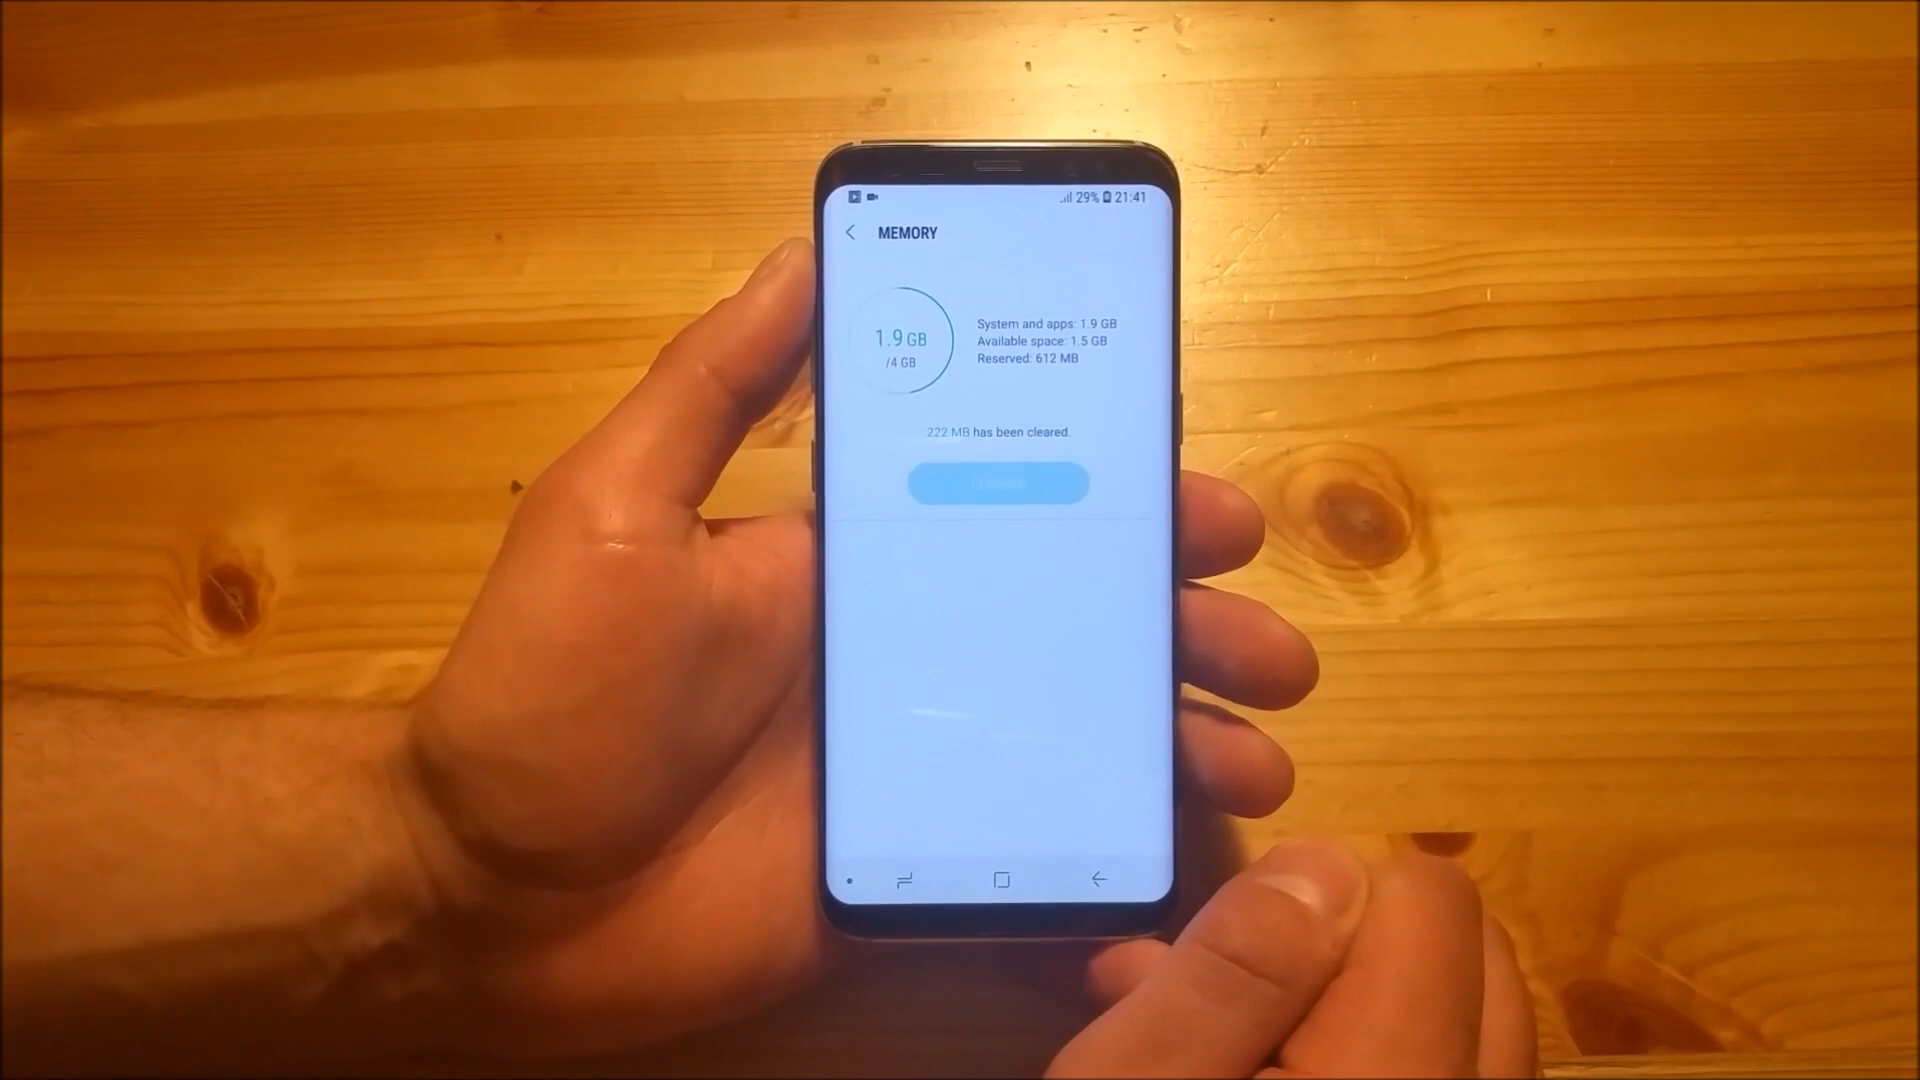 29% 21:41
MEMORY
1.9 GB
/4 GB
System and apps: 1.9 GB
Available space: 1.5 GB
Reserved: 612 MB
222 MB has been cleared.